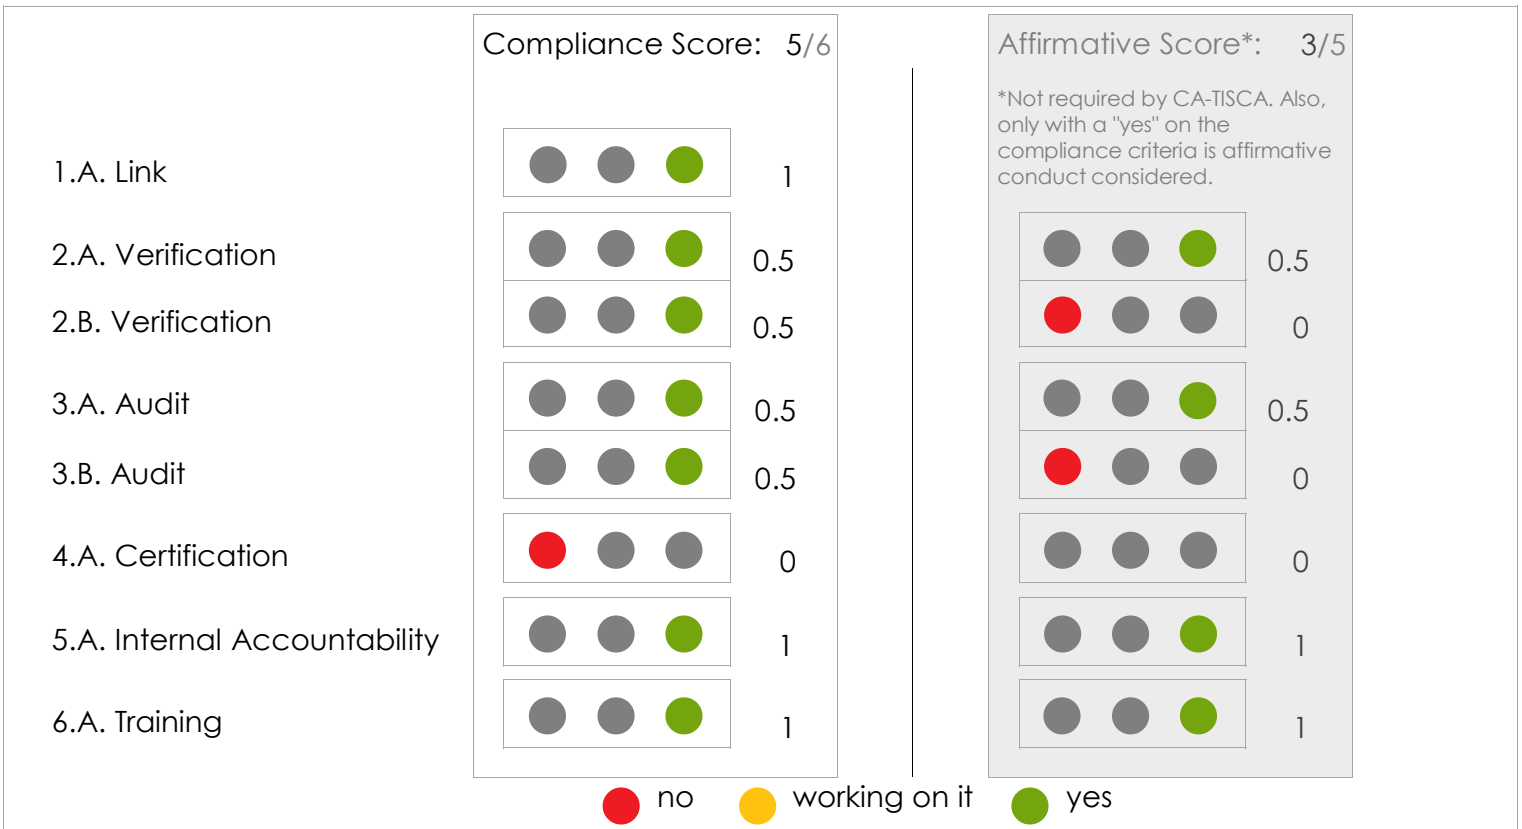 Compliance Score: 5/6
Affirmative Score*: 3/5
*Not required by CA-TISCA. Also,
only with a "yes" on the
compliance criteria is affirmative
conduct considered.
1.A. Link 1
2.A. Verification 0.5 0.5
2.B. Verification 0.5 0
3.A. Audit 0.5 0.5
3.B. Audit 0.5 0
4.A. Certification 0 0
5.A. Internal Accountability 1 1
6.A. Training 1 1
no working on it yes